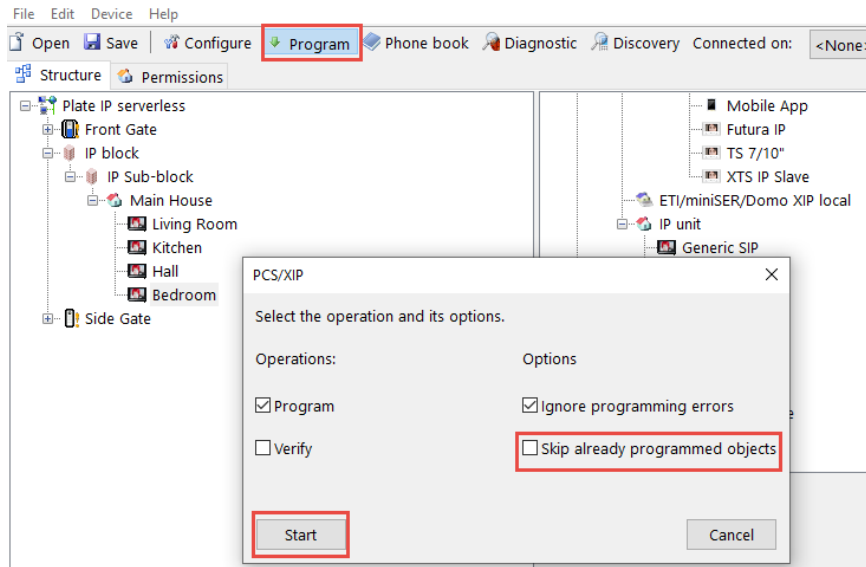 File Edit Device Help
Open Save Configure Program Phone book Diagnostic Discovery Connected on: <None>
Structure Permissions
Plate IP serverless
Front Gate
IP block
IP Sub-block
Main House
Living Room
Kitchen
Hall
Bedroom
Side Gate
Mobile App
Futura IP
TS 7/10"
XTS IP Slave
ETI/miniSER/Domo XIP local
IP unit
Generic SIP
PCS/XIP
Select the operation and its options.
Operations: Options
Program Ignore programming errors
Verify Skip already programmed objects
Start Cancel